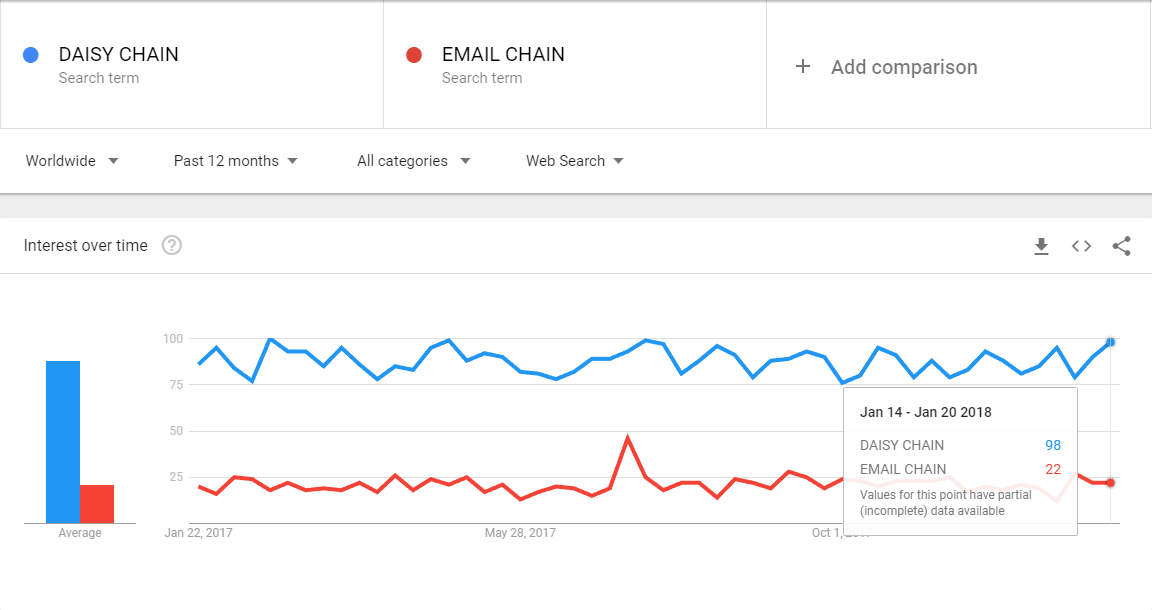 DAISY CHAIN
Search term
EMAIL CHAIN
Search term
+ Add comparison
Worldwide
Past 12 months
All categories
Web Search
Interest over time ?
100
75
50
25
Average
Jan 22, 2017
May 28, 2017
Oct 1, 2017
Jan 14 - Jan 20 2018
DAISY CHAIN 98
EMAIL CHAIN 22
Values for this point have partial
(incomplete) data available